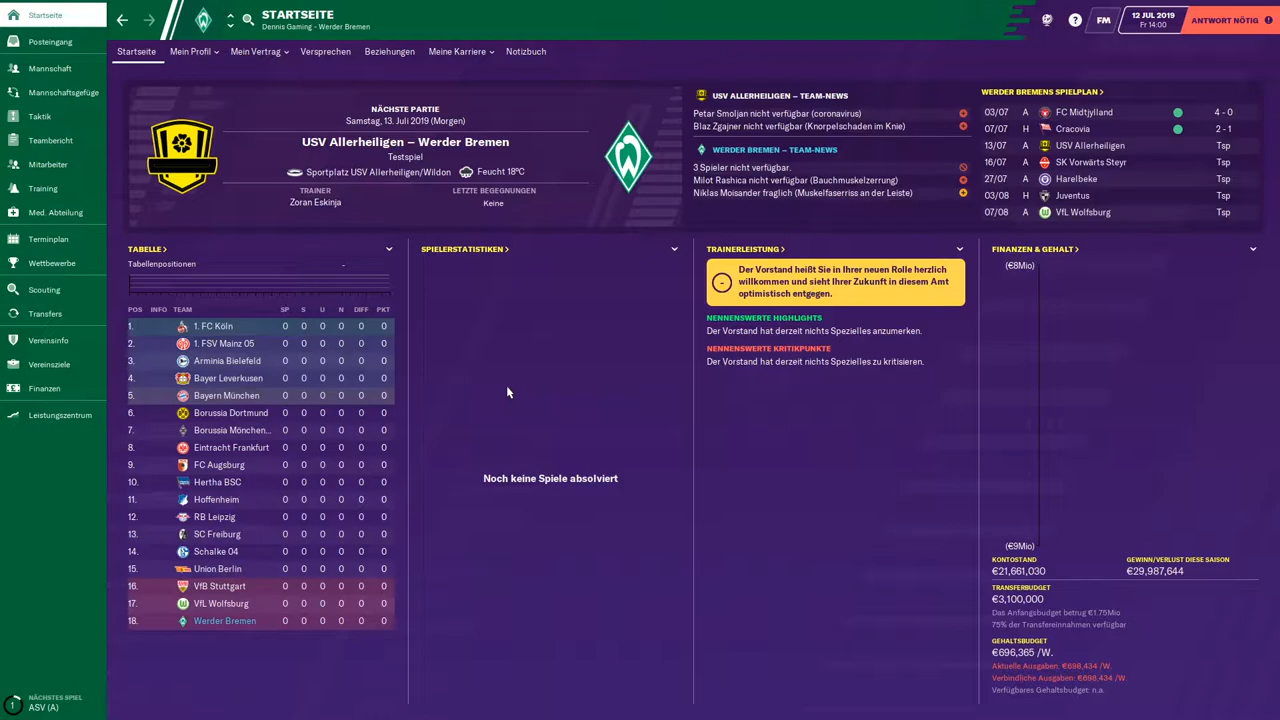 Startseite
STARTSEITE
Dennis Gaming - Werder Bremen
FM
12 JUL 2019
Fr 14:00
ANTWORT NÖTIG
Startseite
Mein Profil
Mein Vertrag
Versprechen
Beziehungen
Meine Karriere
Notizbuch
Posteingang
Mannschaft
Mannschaftsgefüge
Taktik
Teambericht
Mitarbeiter
Training
Med. Abteilung
Terminplan
Wettbewerbe
Scouting
Transfers
Vereinsinfo
Vereinsziele
Finanzen
Leistungszentrum
1
NÄCHSTES SPIEL
ASV (A)
NÄCHSTE PARTIE
Samstag, 13. Juli 2019 (Morgen)
USV Allerheiligen – Werder Bremen
Testspiel
Sportplatz USV Allerheiligen/Wildon Feucht 18°C
TRAINER
Zoran Eskinja
LETZTE BEGEGNUNGEN
Keine
USV ALLERHEILIGEN – TEAM-NEWS
Petar Smoljan nicht verfügbar (coronavirus)
Blaz Zgajner nicht verfügbar (Knorpelschaden im Knie)
WERDER BREMEN – TEAM-NEWS
3 Spieler nicht verfügbar.
Milot Rashica nicht verfügbar (Bauchmuskelzerrung)
Niklas Moisander fraglich (Muskelfaserriss an der Leiste)
WERDER BREMENS SPIELPLAN
03/07 A FC Midtjylland 4 - 0
07/07 H Cracovia 2 - 1
13/07 A USV Allerheiligen Tsp
16/07 A SK Vorwärts Steyr Tsp
27/07 A Harelbeke Tsp
03/08 H Juventus Tsp
07/08 A VfL Wolfsburg Tsp
TABELLE
Tabellenpositionen -
POS INFO TEAM SP S U N DIFF PKT
1. 1. FC Köln 0 0 0 0 0 0
2. 1. FSV Mainz 05 0 0 0 0 0 0
3. Arminia Bielefeld 0 0 0 0 0 0
4. Bayer Leverkusen 0 0 0 0 0 0
5. Bayern München 0 0 0 0 0 0
6. Borussia Dortmund 0 0 0 0 0 0
7. Borussia Mönchen... 0 0 0 0 0 0
8. Eintracht Frankfurt 0 0 0 0 0 0
9. FC Augsburg 0 0 0 0 0 0
10. Hertha BSC 0 0 0 0 0 0
11. Hoffenheim 0 0 0 0 0 0
12. RB Leipzig 0 0 0 0 0 0
13. SC Freiburg 0 0 0 0 0 0
14. Schalke 04 0 0 0 0 0 0
15. Union Berlin 0 0 0 0 0 0
16. VfB Stuttgart 0 0 0 0 0 0
17. VfL Wolfsburg 0 0 0 0 0 0
18. Werder Bremen 0 0 0 0 0 0
SPIELERSTATISTIKEN
Noch keine Spiele absolviert
TRAINERLEISTUNG
-
Der Vorstand heißt Sie in Ihrer neuen Rolle herzlich
willkommen und sieht Ihrer Zukunft in diesem Amt
optimistisch entgegen.
NENNENSWERTE HIGHLIGHTS
Der Vorstand hat derzeit nichts Spezielles anzumerken.
NENNENSWERTE KRITIKPUNKTE
Der Vorstand hat derzeit nichts Spezielles zu kritisieren.
FINANZEN & GEHALT
(€8Mio)
(€9Mio)
KONTOSTAND
€21,661,030
GEWINN/VERLUST DIESE SAISON
€29,987,644
TRANSFERBUDGET
€3,100,000
Das Anfangsbudget betrug €1.75Mio
75% der Transfereinnahmen verfügbar
GEHALTSBUDGET
€696,365 /W.
Aktuelle Ausgaben: €698,434 /W.
Verbindliche Ausgaben: €698,434 /W.
Verfügbares Gehaltsbudget: n.a.